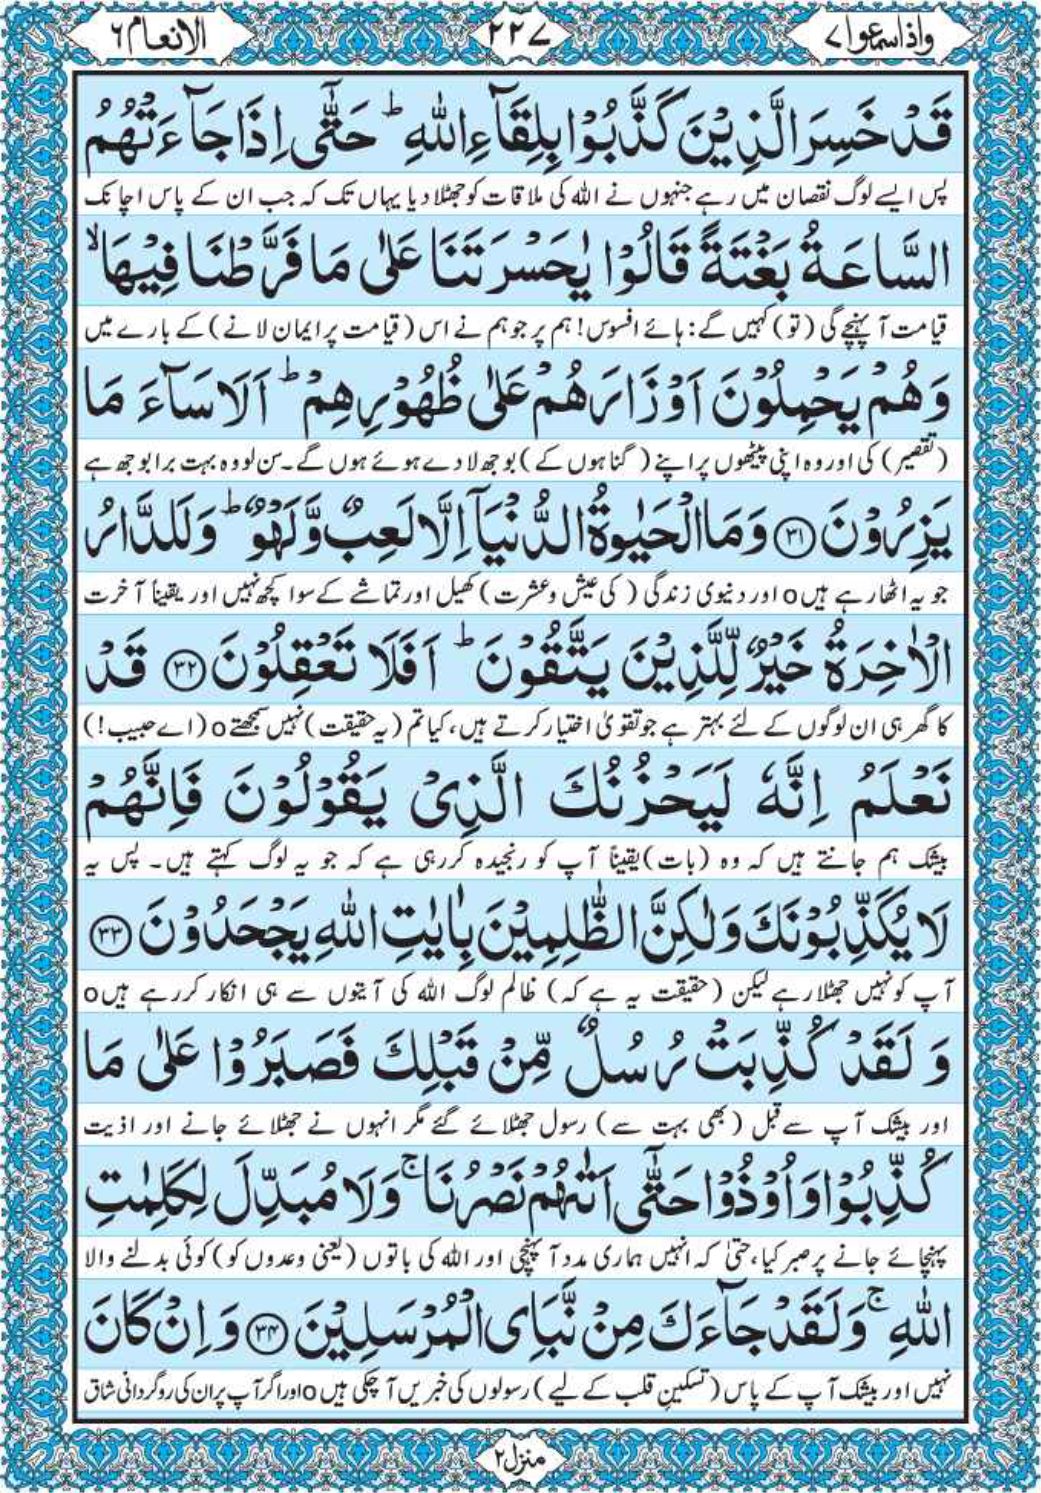 الانعام ٦
٢٢٧
واذاسمعوا ٧
قَدْ خَسِرَ الَّذِیْنَ كَذَّبُوْا بِلِقَآءِ اللّٰهِ ؕ حَتّٰۤی اِذَا جَآءَتْهُمُ
پس ایسے لوگ نقصان میں رہے جنہوں نے اللہ کی ملاقات کو جھٹلا دیا یہاں تک کہ جب ان کے پاس اچانک
السَّاعَةُ بَغْتَةً قَالُوْا یٰحَسْرَتَنَا عَلٰی مَا فَرَّطْنَا فِیْهَا ۙ
قیامت آ پہنچے گی (تو) کہیں گے: ہائے افسوس! ہم پر جو ہم نے اس (قیامت پر ایمان لانے) کے بارے میں
وَ هُمْ یَحْمِلُوْنَ اَوْزَارَهُمْ عَلٰی ظُهُوْرِهِمْ ؕ اَلَا سَآءَ مَا
(تقصیر) کی اور وہ اپنی پیٹھوں پر اپنے (گناہوں کے) بوجھ لادے ہوئے ہوں گے۔ سن لو وہ بہت برا بوجھ ہے
یَزِرُوْنَ ﴿٣١﴾ وَ مَا الْحَیٰوةُ الدُّنْیَاۤ اِلَّا لَعِبٌ وَّ لَهْوٌ ؕ وَ لَلدَّارُ
جو یہ اٹھا رہے ہیں o اور دنیوی زندگی (کی عیش و عشرت) کھیل اور تماشے کے سوا کچھ نہیں اور یقیناً آخرت
الْاٰخِرَةُ خَیْرٌ لِّلَّذِیْنَ یَتَّقُوْنَ ؕ اَفَلَا تَعْقِلُوْنَ ﴿٣٢﴾ قَدْ
کا گھر ہی ان لوگوں کے لئے بہتر ہے جو تقویٰ اختیار کرتے ہیں، کیا تم (یہ حقیقت) نہیں سمجھتے o (اے حبیب!)
نَعْلَمُ اِنَّهٗ لَیَحْزُنُكَ الَّذِیْ یَقُوْلُوْنَ فَاِنَّهُمْ
بیشک ہم جانتے ہیں کہ وہ (بات) یقیناً آپ کو رنجیدہ کر رہی ہے کہ جو یہ لوگ کہتے ہیں۔ پس یہ
لَا یُكَذِّبُوْنَكَ وَ لٰكِنَّ الظّٰلِمِیْنَ بِاٰیٰتِ اللّٰهِ یَجْحَدُوْنَ ﴿٣٣﴾
آپ کو نہیں جھٹلا رہے لیکن (حقیقت یہ ہے کہ) ظالم لوگ اللہ کی آیتوں سے ہی انکار کر رہے ہیں o
وَ لَقَدْ كُذِّبَتْ رُسُلٌ مِّنْ قَبْلِكَ فَصَبَرُوْا عَلٰی مَا
اور بیشک آپ سے قبل (بھی بہت سے) رسول جھٹلائے گئے مگر انہوں نے جھٹلائے جانے اور اذیت
كُذِّبُوْا وَ اُوْذُوْا حَتّٰۤی اَتٰىهُمْ نَصْرُنَا ۚ وَ لَا مُبَدِّلَ لِكَلِمٰتِ
پہنچائے جانے پر صبر کیا، حتیٰ کہ انہیں ہماری مدد آ پہنچی اور اللہ کی باتوں (یعنی وعدوں کو) کوئی بدلنے والا
اللّٰهِ ۚ وَ لَقَدْ جَآءَكَ مِنْ نَّبَاِی الْمُرْسَلِیْنَ ﴿٣٤﴾ وَ اِنْ كَانَ
نہیں اور بیشک آپ کے پاس (تسکینِ قلب کے لیے) رسولوں کی خبریں آ چکی ہیں o اور اگر آپ پر ان کی روگردانی شاق
منزل ٢